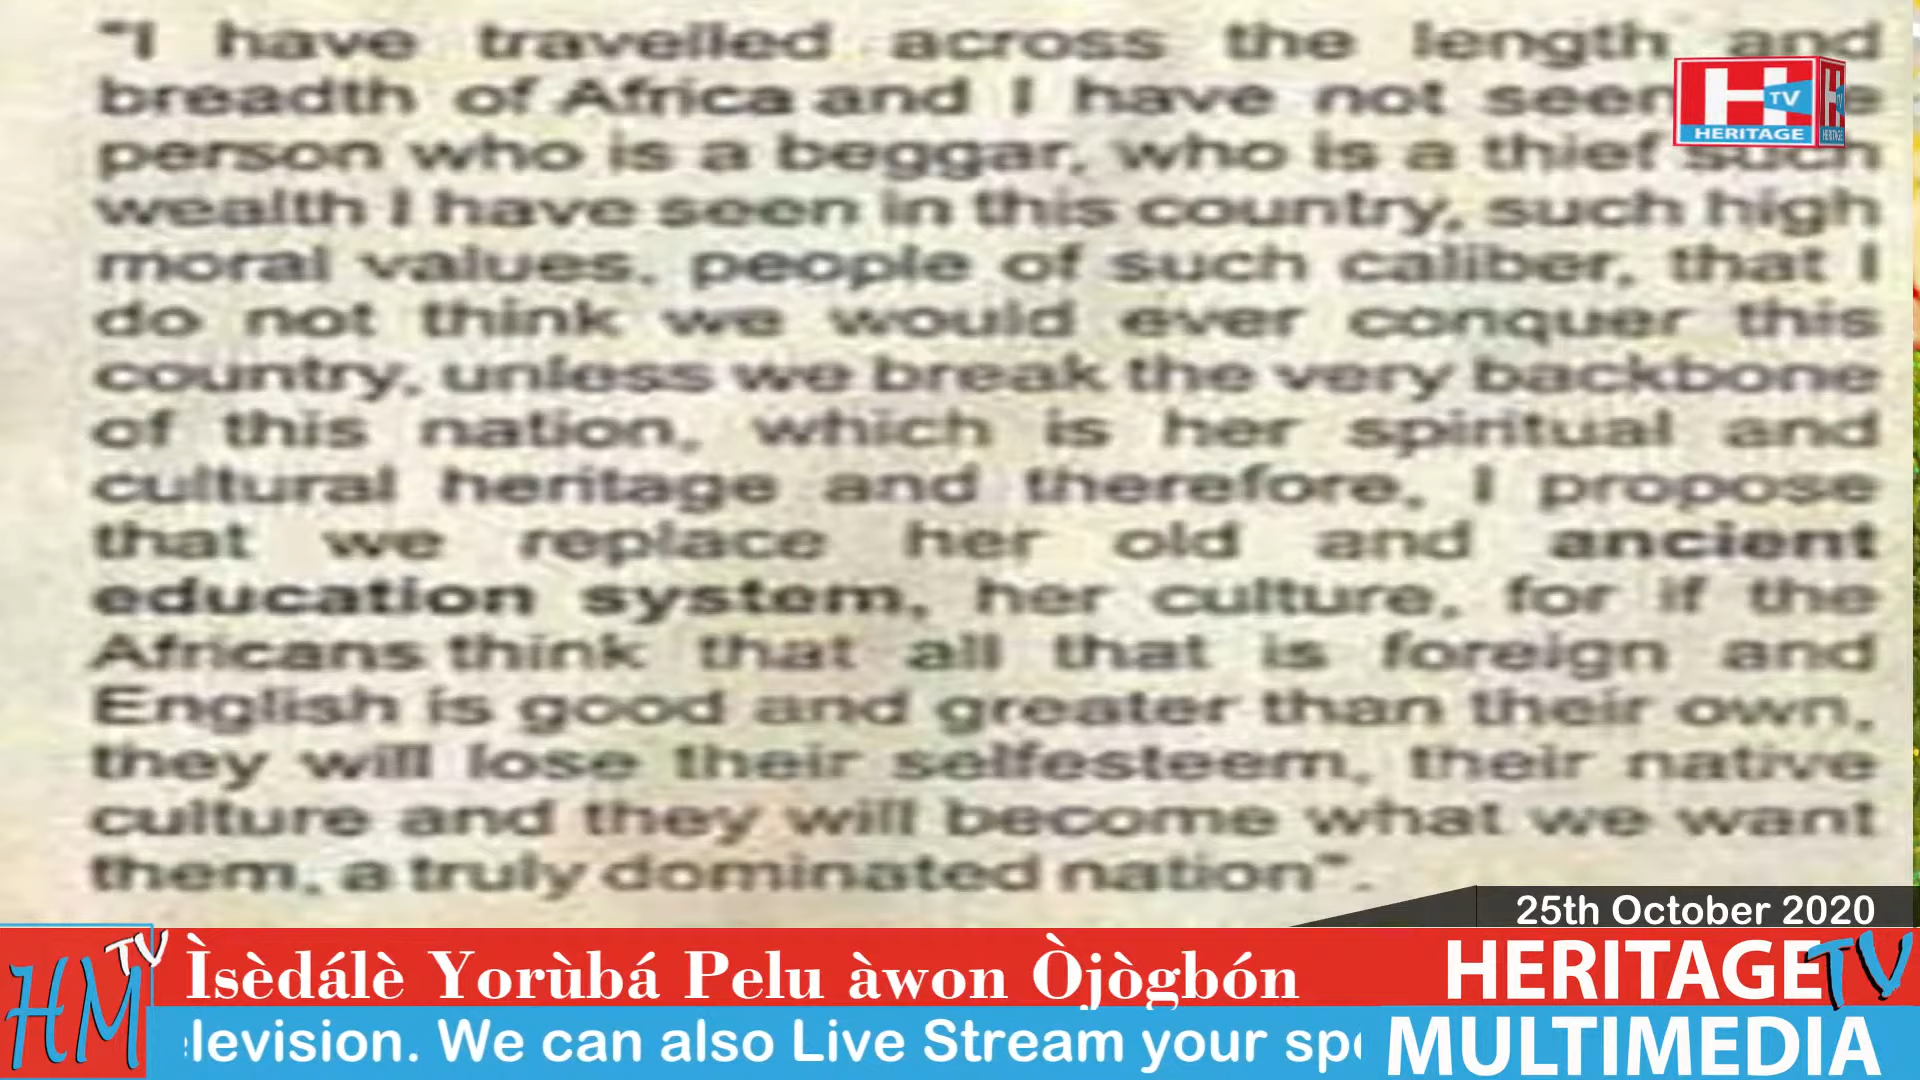 "I have travelled across the length and
breadth of Africa and I have not seen
person who is a beggar, who is a thief such
wealth I have seen in this country, such high
moral values, people of such caliber, that I
do not think we would ever conquer this
country, unless we break the very backbone
of this nation, which is her spiritual and
cultural heritage and therefore, I propose
that we replace her old and ancient
education system, her culture, for if the
Africans think that all that is foreign and
English is good and greater than their own,
they will lose their selfesteem, their native
culture and they will become what we want
them, a truly dominated nation".
H TV
HERITAGE
HERITAGE
25th October 2020
HM TV
Ìsèdálè Yorùbá Pelu àwon Òjògbón
HERITAGE TV
levision. We can also Live Stream your sp
MULTIMEDIA